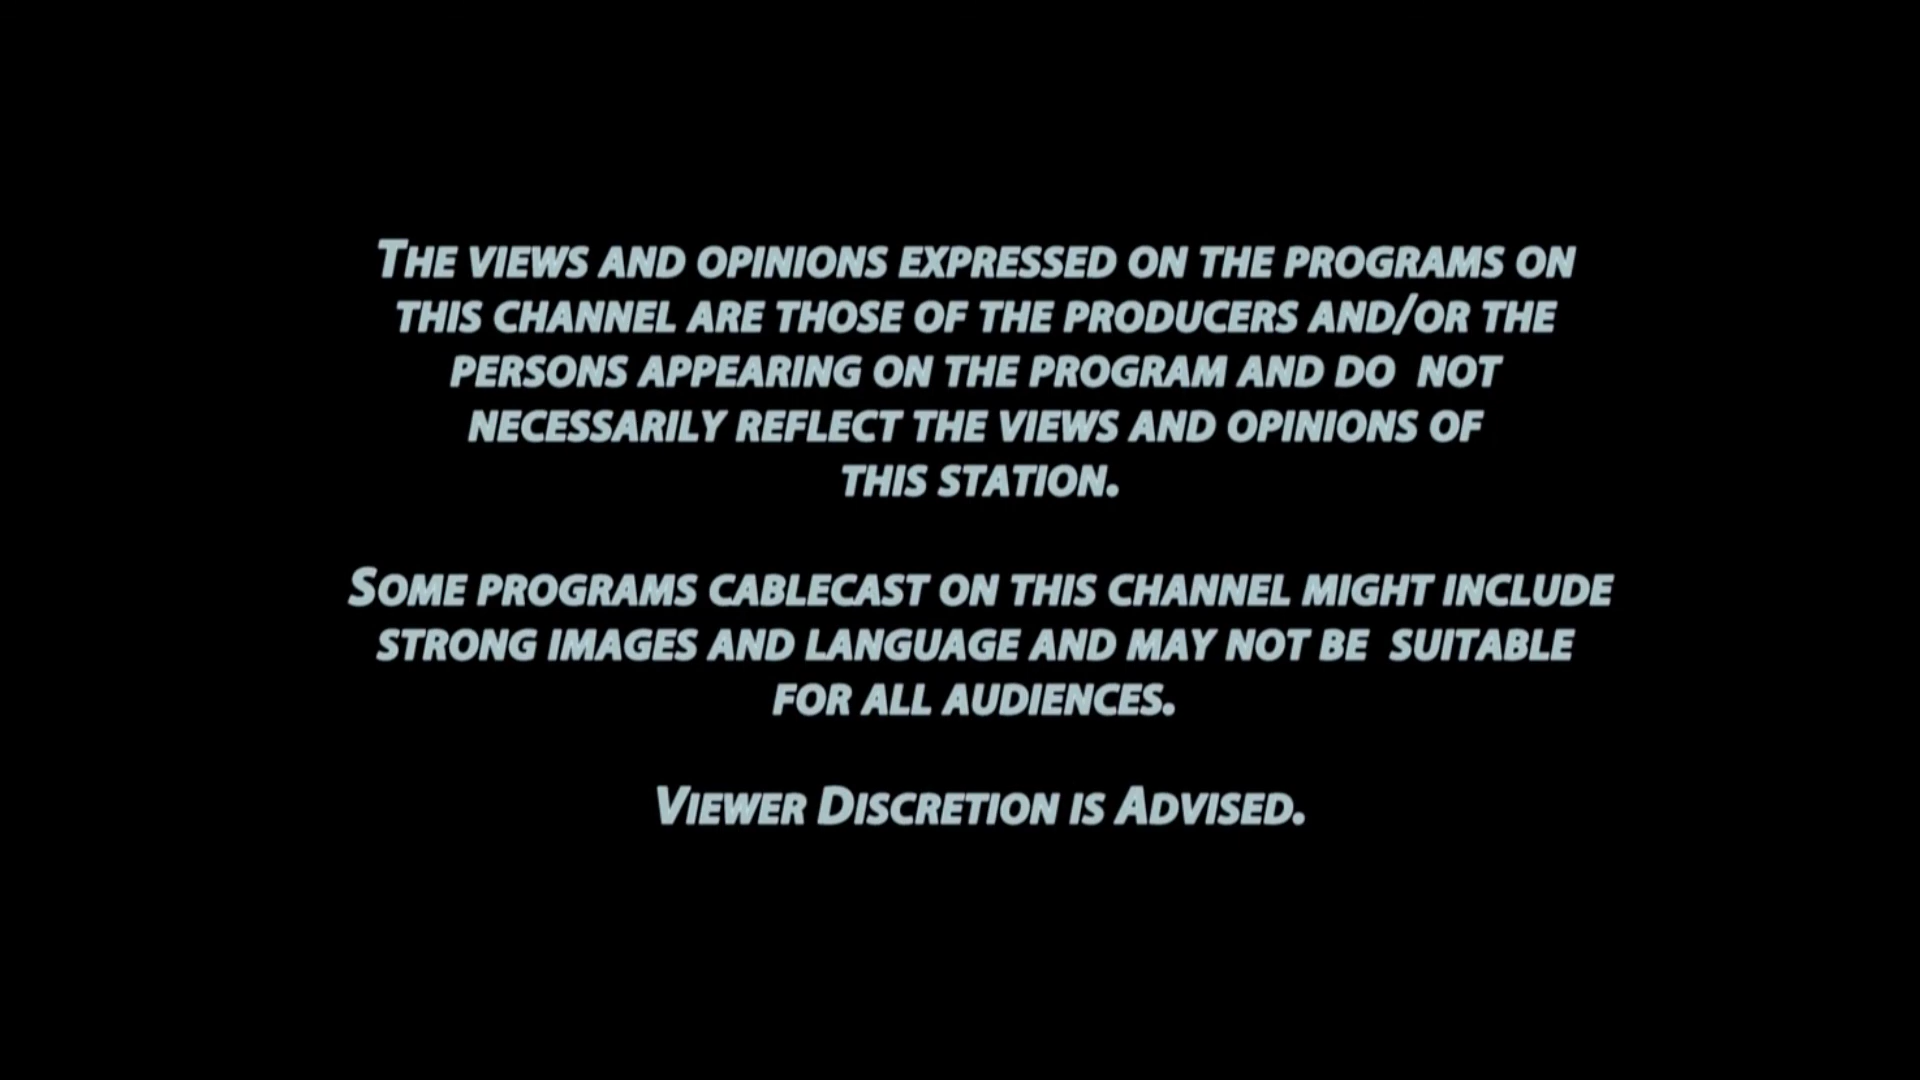 The views and opinions expressed on the programs on
this channel are those of the producers and/or the
persons appearing on the program and do  not
necessarily reflect the views and opinions of
this station.
Some programs cablecast on this channel might include
strong images and language and may not be  suitable
for all audiences.
Viewer Discretion is Advised.